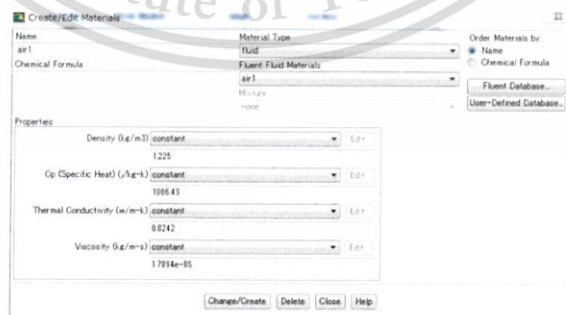 Create/Edit Materials
Name
air1
Chemical Formula
Material Type
fluid
Fluent Fluid Materials
air1
Mixture
none
Order Materials by
Name
Chemical Formula
Fluent Database...
User-Defined Database...
Properties
Density (kg/m3) constant Edit
1.225
Cp (Specific Heat) (j/kg-k) constant Edit
1006.43
Thermal Conductivity (w/m-k) constant Edit
0.0242
Viscosity (kg/m-s) constant Edit
1.7894e-05
Change/Create Delete Close Help